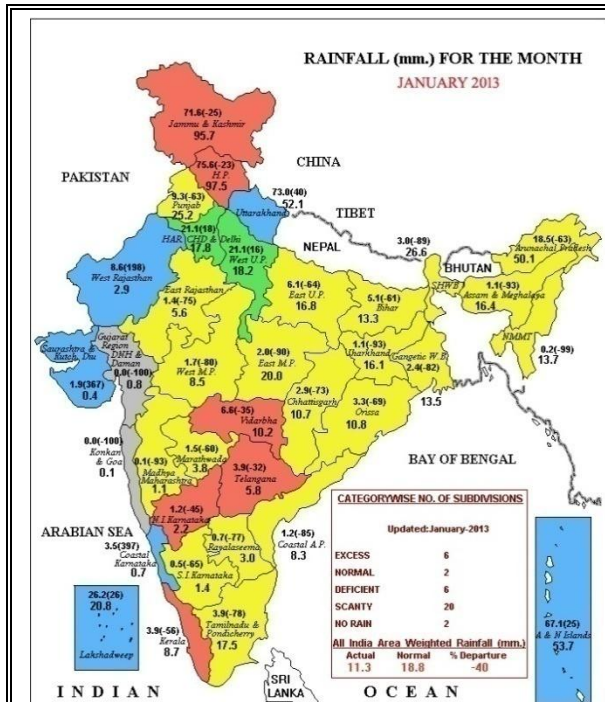 RAINFALL (mm.) FOR THE MONTH
JANUARY 2013
71.6(-25)
Jammu & Kashmir
95.7
75.6(-23)
H.P.
97.5
CHINA
PAKISTAN
9.3(-63)
Punjab
25.2
73.0(40)
Uttarakhand
52.1
TIBET
21.1(18)
HAR. CHD & Delhi
17.8
21.1(16)
West U.P.
18.2
NEPAL
3.0(-89)
26.6
BHUTAN
18.5(-63)
Arunachal Pradesh
50.1
8.6(198)
West Rajasthan
2.9
East Rajasthan
1.4(-75)
5.6
6.1(-64)
East U.P.
16.8
5.1(-61)
Bihar
13.3
SHWB
1.1(-93)
Assam & Meghalaya
16.4
NMMT
0.2(-99)
13.7
Saurashtra &
Kutch, Diu
1.9(367)
0.4
Gujarat
Region
DNH &
Daman
0.0(-100)
0.8
1.7(-80)
West M.P.
8.5
2.0(-90)
East M.P.
20.0
1.1(-93)
Jharkhand
16.1
Gangetic W.B.
2.4(-82)
13.5
2.9(-73)
Chhattisgarh
10.7
3.3(-69)
Orissa
10.8
6.6(-35)
Vidarbha
10.2
0.0(-100)
Konkan
& Goa
0.1
0.1(-93)
Madhya
Maharashtra
1.1
1.5(-60)
Marathwada
3.8
3.9(-32)
Telangana
5.8
BAY OF BENGAL
1.2(-45)
N.I.Karnataka
2.2
ARABIAN SEA
3.5(397)
Coastal
Karnataka
0.7
0.7(-77)
Rayalaseema
3.0
1.2(-85)
Coastal A.P.
8.3
0.5(-65)
S.I.Karnataka
1.4
26.2(26)
20.8
Lakshadweep
3.9(-56)
Kerala
8.7
3.9(-78)
Tamilnadu &
Pondicherry
17.5
CATEGORYWISE NO. OF SUBDIVISIONS
Updated:January-2013
EXCESS 6
NORMAL 2
DEFICIENT 6
SCANTY 20
NO RAIN 2
All India Area Weighted Rainfall (mm.)
Actual Normal % Departure
11.3 18.8 -40
67.1(25)
A & N Islands
53.7
SRI
LANKA
INDIAN OCEAN